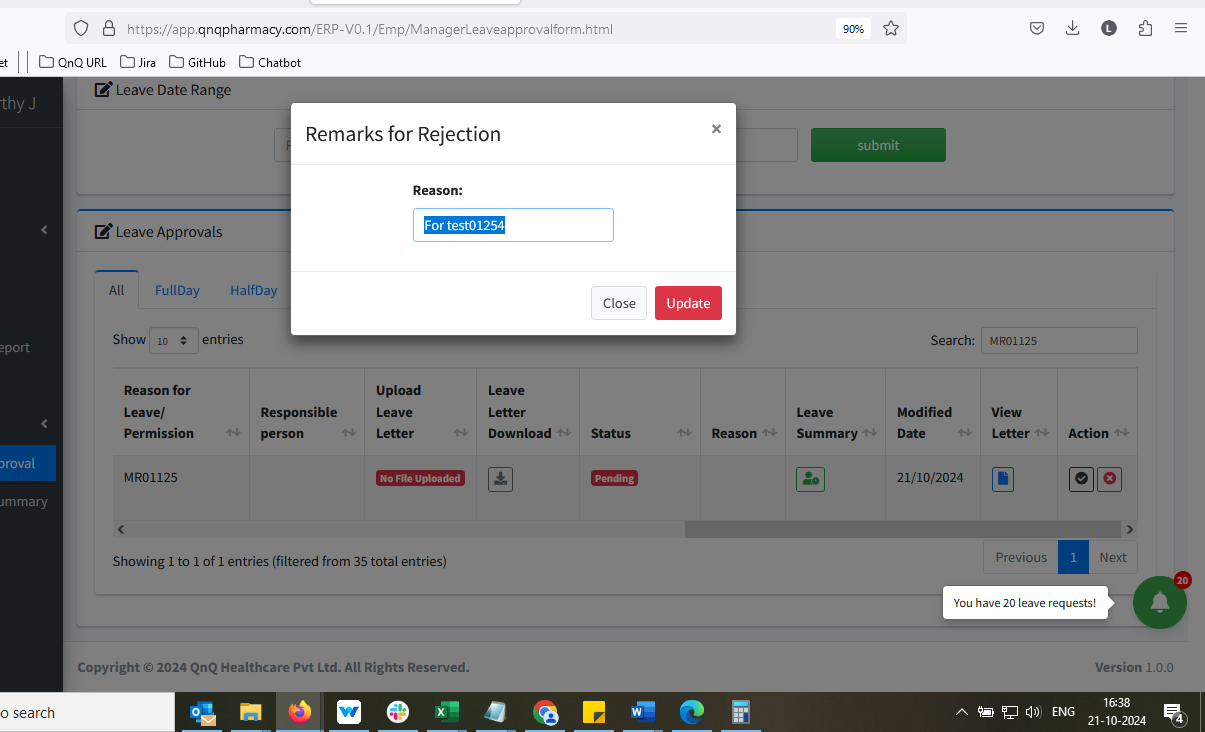 https://app.qnqpharmacy.com/ERP-V0.1/Emp/ManagerLeaveapprovalform.html
90%
L
et
QnQ URL
Jira
GitHub
Chatbot
thy J
Leave Date Range
Remarks for Rejection
×
submit
Reason:
For test01254
Leave Approvals
Close
Update
All
FullDay
HalfDay
Show 10 entries
Search: MR01125
eport
Reason for Leave/ Permission
Responsible person
Upload Leave Letter
Leave Letter Download
Status
Reason
Leave Summary
Modified Date
View Letter
Action
proval
MR01125
No File Uploaded
Pending
21/10/2024
ummary
Showing 1 to 1 of 1 entries (filtered from 35 total entries)
Previous
1
Next
20
You have 20 leave requests!
Copyright © 2024 QnQ Healthcare Pvt Ltd. All Rights Reserved.
Version 1.0.0
o search
ENG
16:38
21-10-2024
4